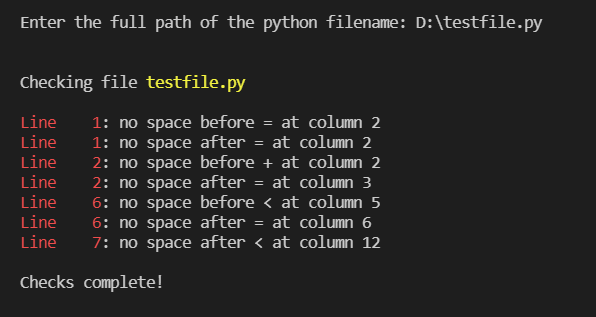 Enter the full path of the python filename: D:\testfile.py
Checking file testfile.py
Line    1: no space before = at column 2
Line    1: no space after = at column 2
Line    2: no space before + at column 2
Line    2: no space after = at column 3
Line    6: no space before < at column 5
Line    6: no space after = at column 6
Line    7: no space after < at column 12
Checks complete!